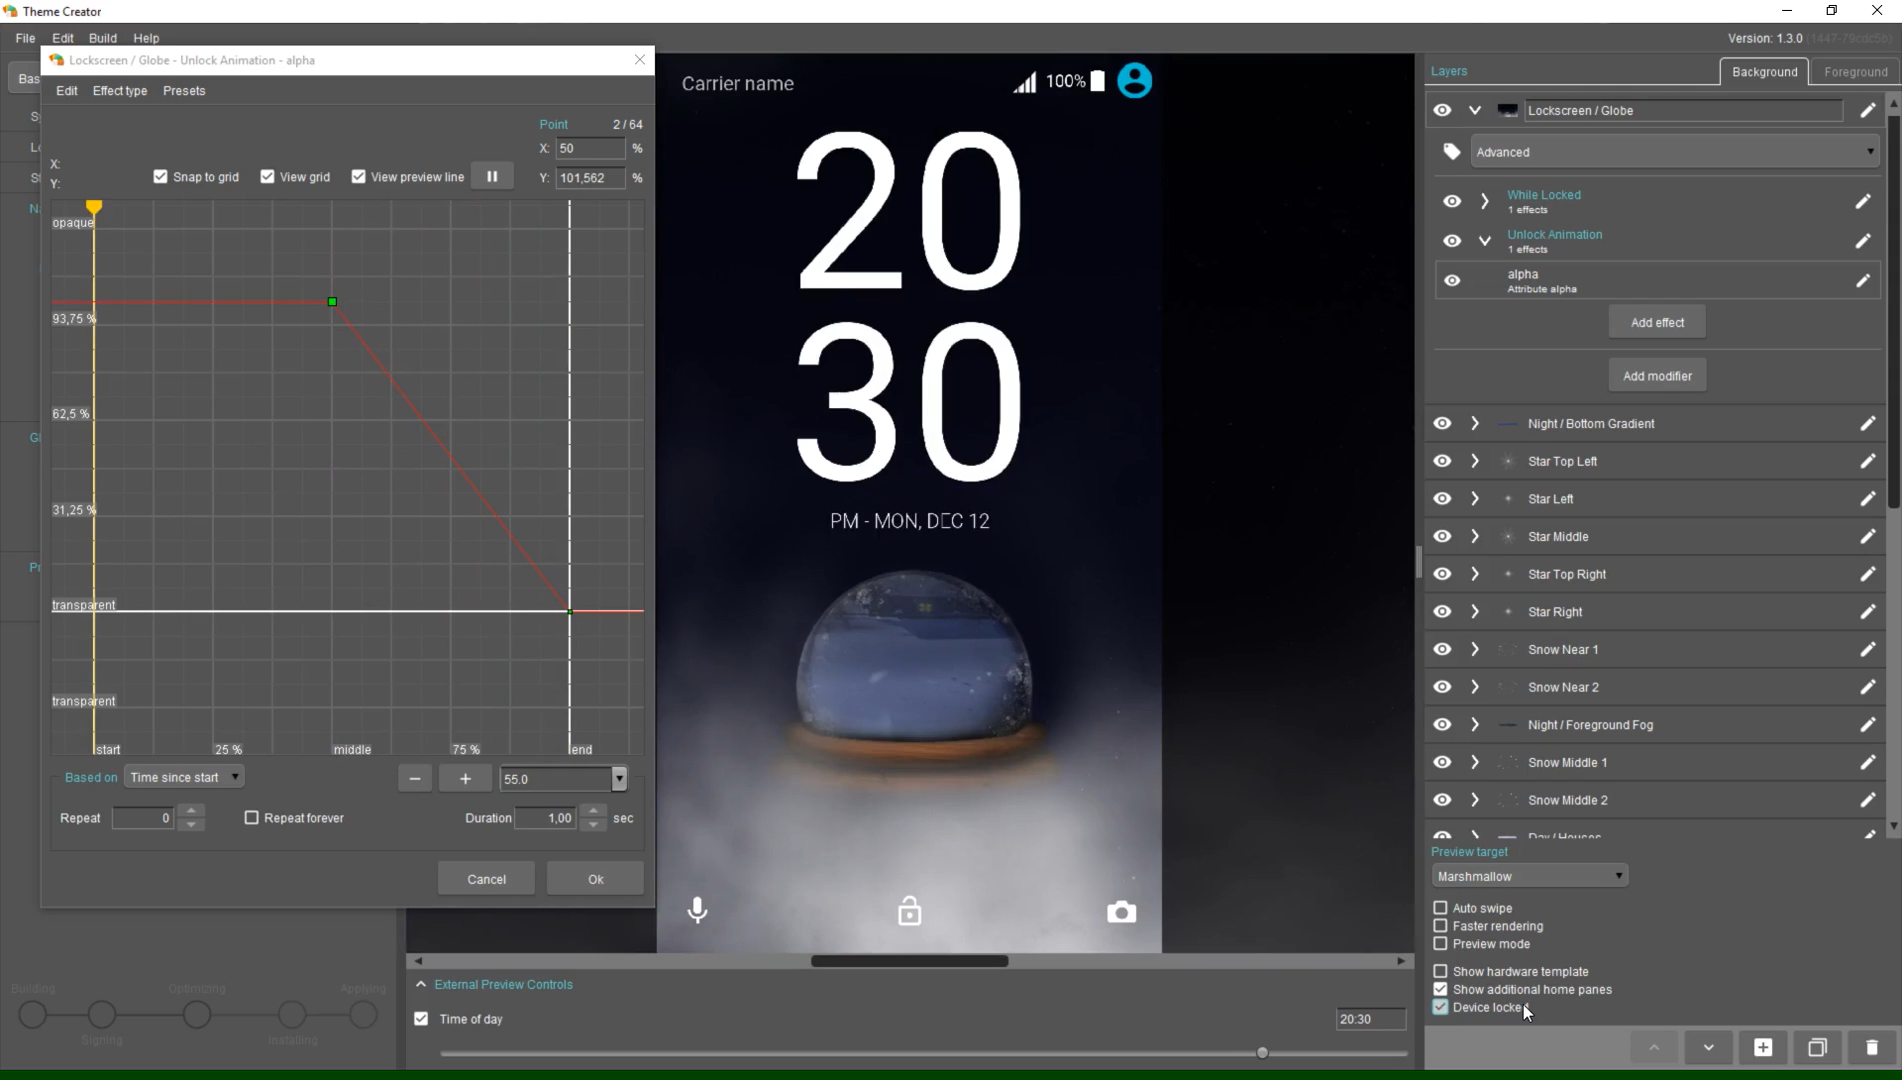 Theme Creator
File Edit Build Help
Version: 1.3.0 (1447-79cdc5b)
Bas
Lockscreen / Globe - Unlock Animation - alpha
Edit Effect type Presets
Point 2 / 64
X: 50 %
X:
Y:
Snap to grid View grid View preview line
Y: 101,562 %
opaque
93,75 %
62,5 %
31,25 %
transparent
transparent
start 25 % middle 75 % end
Based on Time since start
- + 55.0
Repeat 0 Repeat forever Duration 1,00 sec
Cancel Ok
Building Optimizing Applying
Signing Installing
Carrier name 100%
20
30
PM - MON, DEC 12
External Preview Controls
Time of day 20:30
Layers Background Foreground
Lockscreen / Globe
Advanced
While Locked
1 effects
Unlock Animation
1 effects
alpha
Attribute alpha
Add effect
Add modifier
Night / Bottom Gradient
Star Top Left
Star Left
Star Middle
Star Top Right
Star Right
Snow Near 1
Snow Near 2
Night / Foreground Fog
Snow Middle 1
Snow Middle 2
Day / Houses
Preview target
Marshmallow
Auto swipe
Faster rendering
Preview mode
Show hardware template
Show additional home panes
Device locked